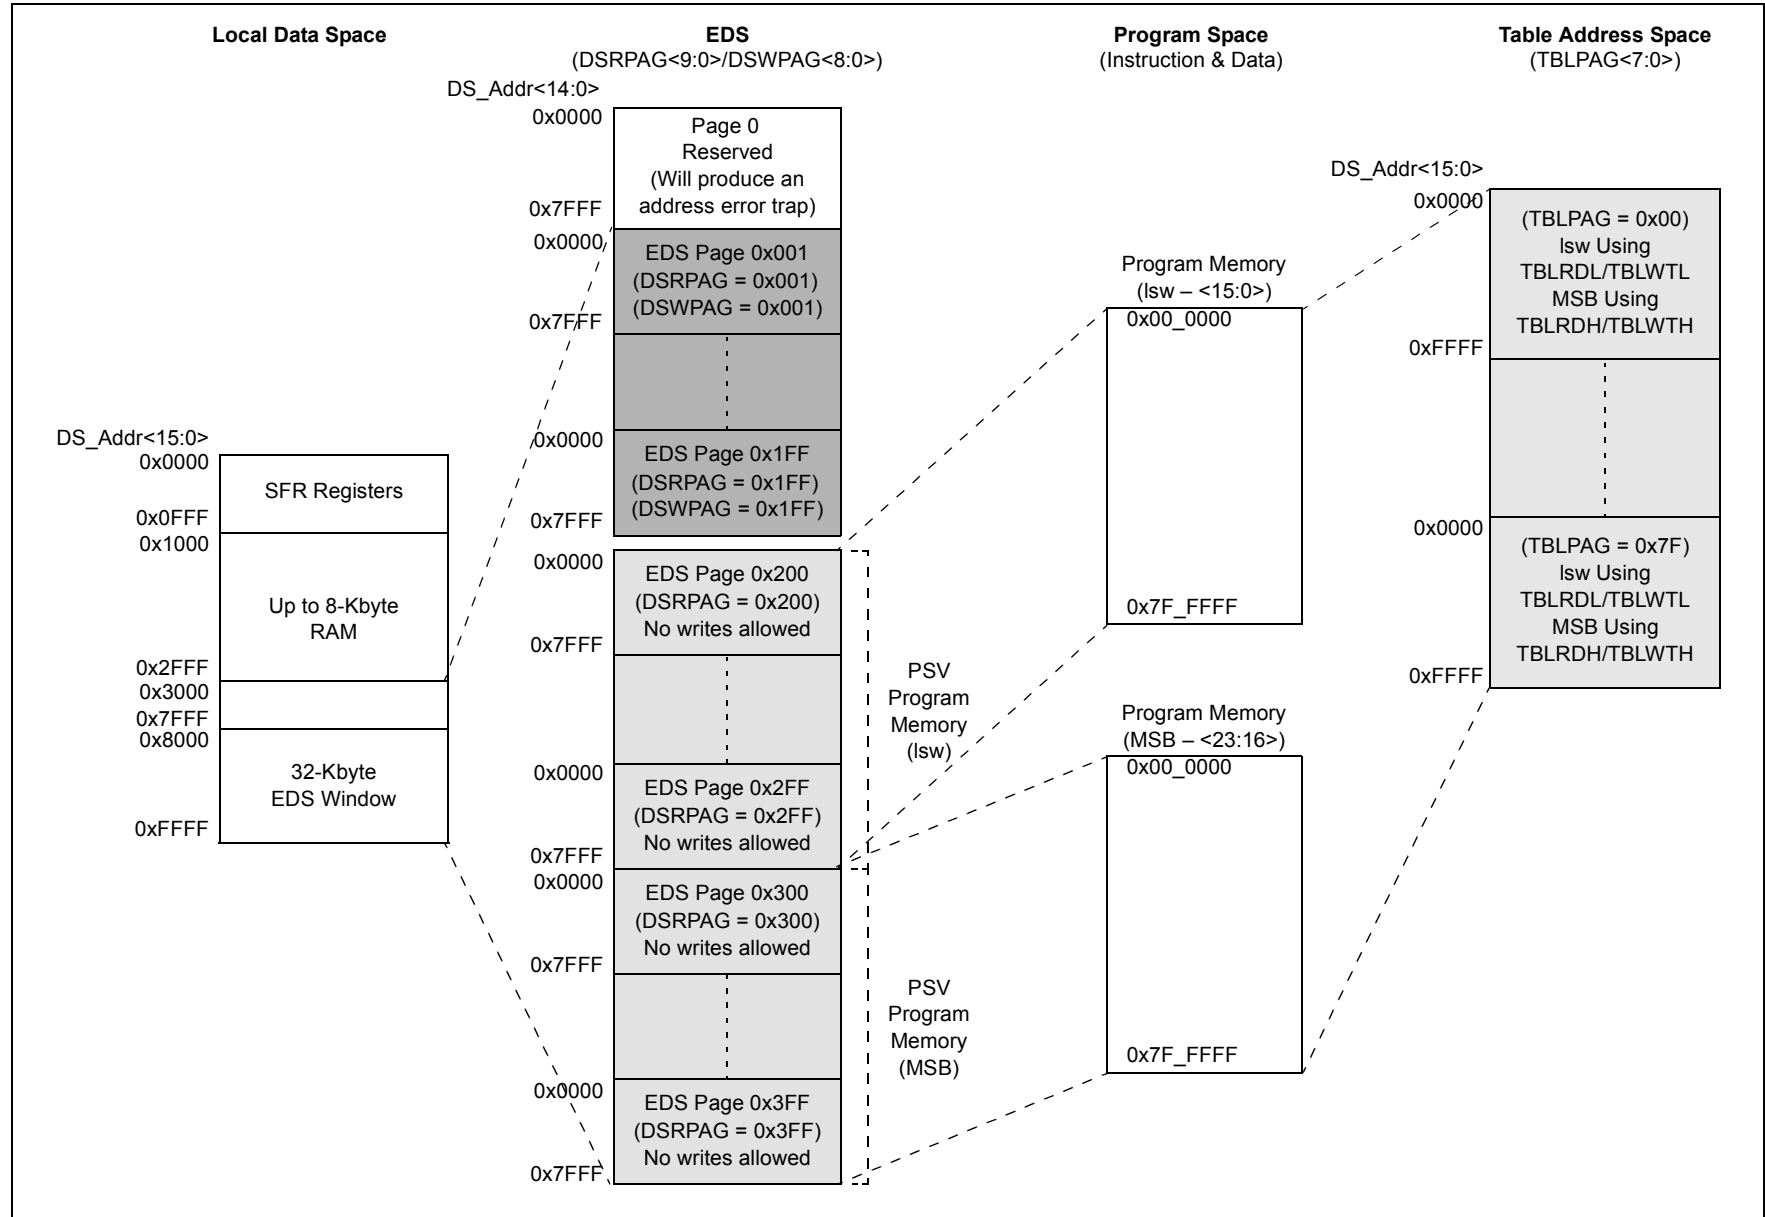 Local Data Space
DS_Addr<15:0>
0x0000
SFR Registers
0x0FFF
0x1000
Up to 8-Kbyte
RAM
0x2FFF
0x3000
0x7FFF
0x8000
32-Kbyte
EDS Window
0xFFFF
EDS
(DSRPAG<9:0>/DSWPAG<8:0>)
DS_Addr<14:0>
0x0000
Page 0
Reserved
(Will produce an
address error trap)
0x7FFF
0x0000
EDS Page 0x001
(DSRPAG = 0x001)
(DSWPAG = 0x001)
0x7FFF
0x0000
EDS Page 0x1FF
(DSRPAG = 0x1FF)
(DSWPAG = 0x1FF)
0x7FFF
0x0000
EDS Page 0x200
(DSRPAG = 0x200)
No writes allowed
0x7FFF
PSV
Program
Memory
(lsw)
0x0000
EDS Page 0x2FF
(DSRPAG = 0x2FF)
No writes allowed
0x7FFF
0x0000
EDS Page 0x300
(DSRPAG = 0x300)
No writes allowed
0x7FFF
PSV
Program
Memory
(MSB)
0x0000
EDS Page 0x3FF
(DSRPAG = 0x3FF)
No writes allowed
0x7FFF
Program Space
(Instruction & Data)
Program Memory
(lsw – <15:0>)
0x00_0000
0x7F_FFFF
Program Memory
(MSB – <23:16>)
0x00_0000
0x7F_FFFF
Table Address Space
(TBLPAG<7:0>)
DS_Addr<15:0>
0x0000
(TBLPAG = 0x00)
lsw Using
TBLRDL/TBLWTL
MSB Using
TBLRDH/TBLWTH
0xFFFF
0x0000
(TBLPAG = 0x7F)
lsw Using
TBLRDL/TBLWTL
MSB Using
TBLRDH/TBLWTH
0xFFFF